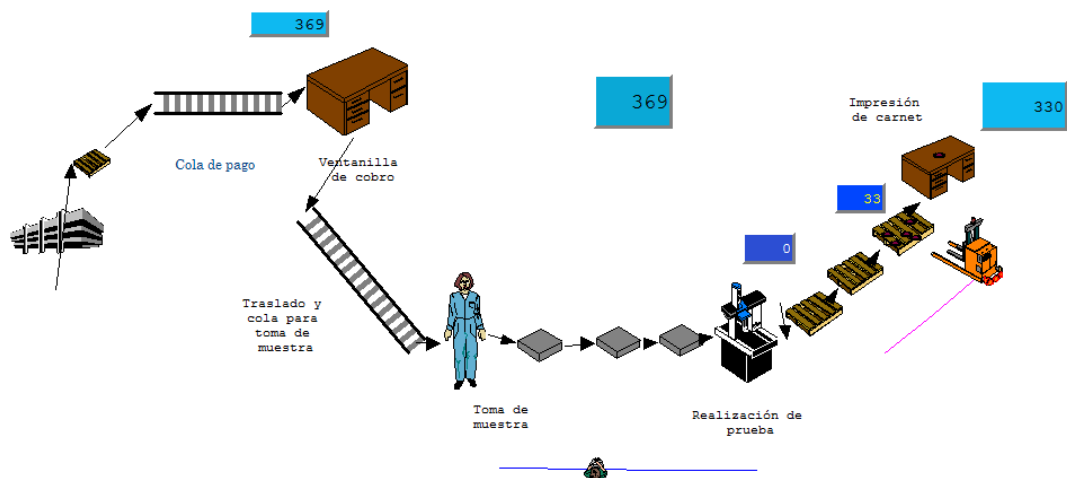 369
369
Impresión
de carnet
330
Cola de pago
Ventanilla
de cobro
33
0
Traslado y
cola para
toma de
muestra
Toma de
muestra
Realización de
prueba